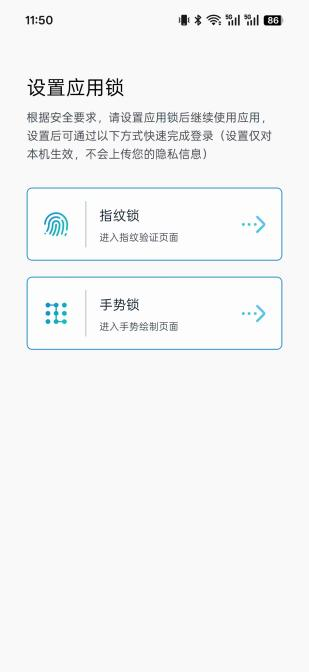 11:50
5G 5G 86
设置应用锁
根据安全要求，请设置应用锁后继续使用应用，
设置后可通过以下方式快速完成登录（设置仅对
本机生效，不会上传您的隐私信息）
指纹锁
进入指纹验证页面
手势锁
进入手势绘制页面